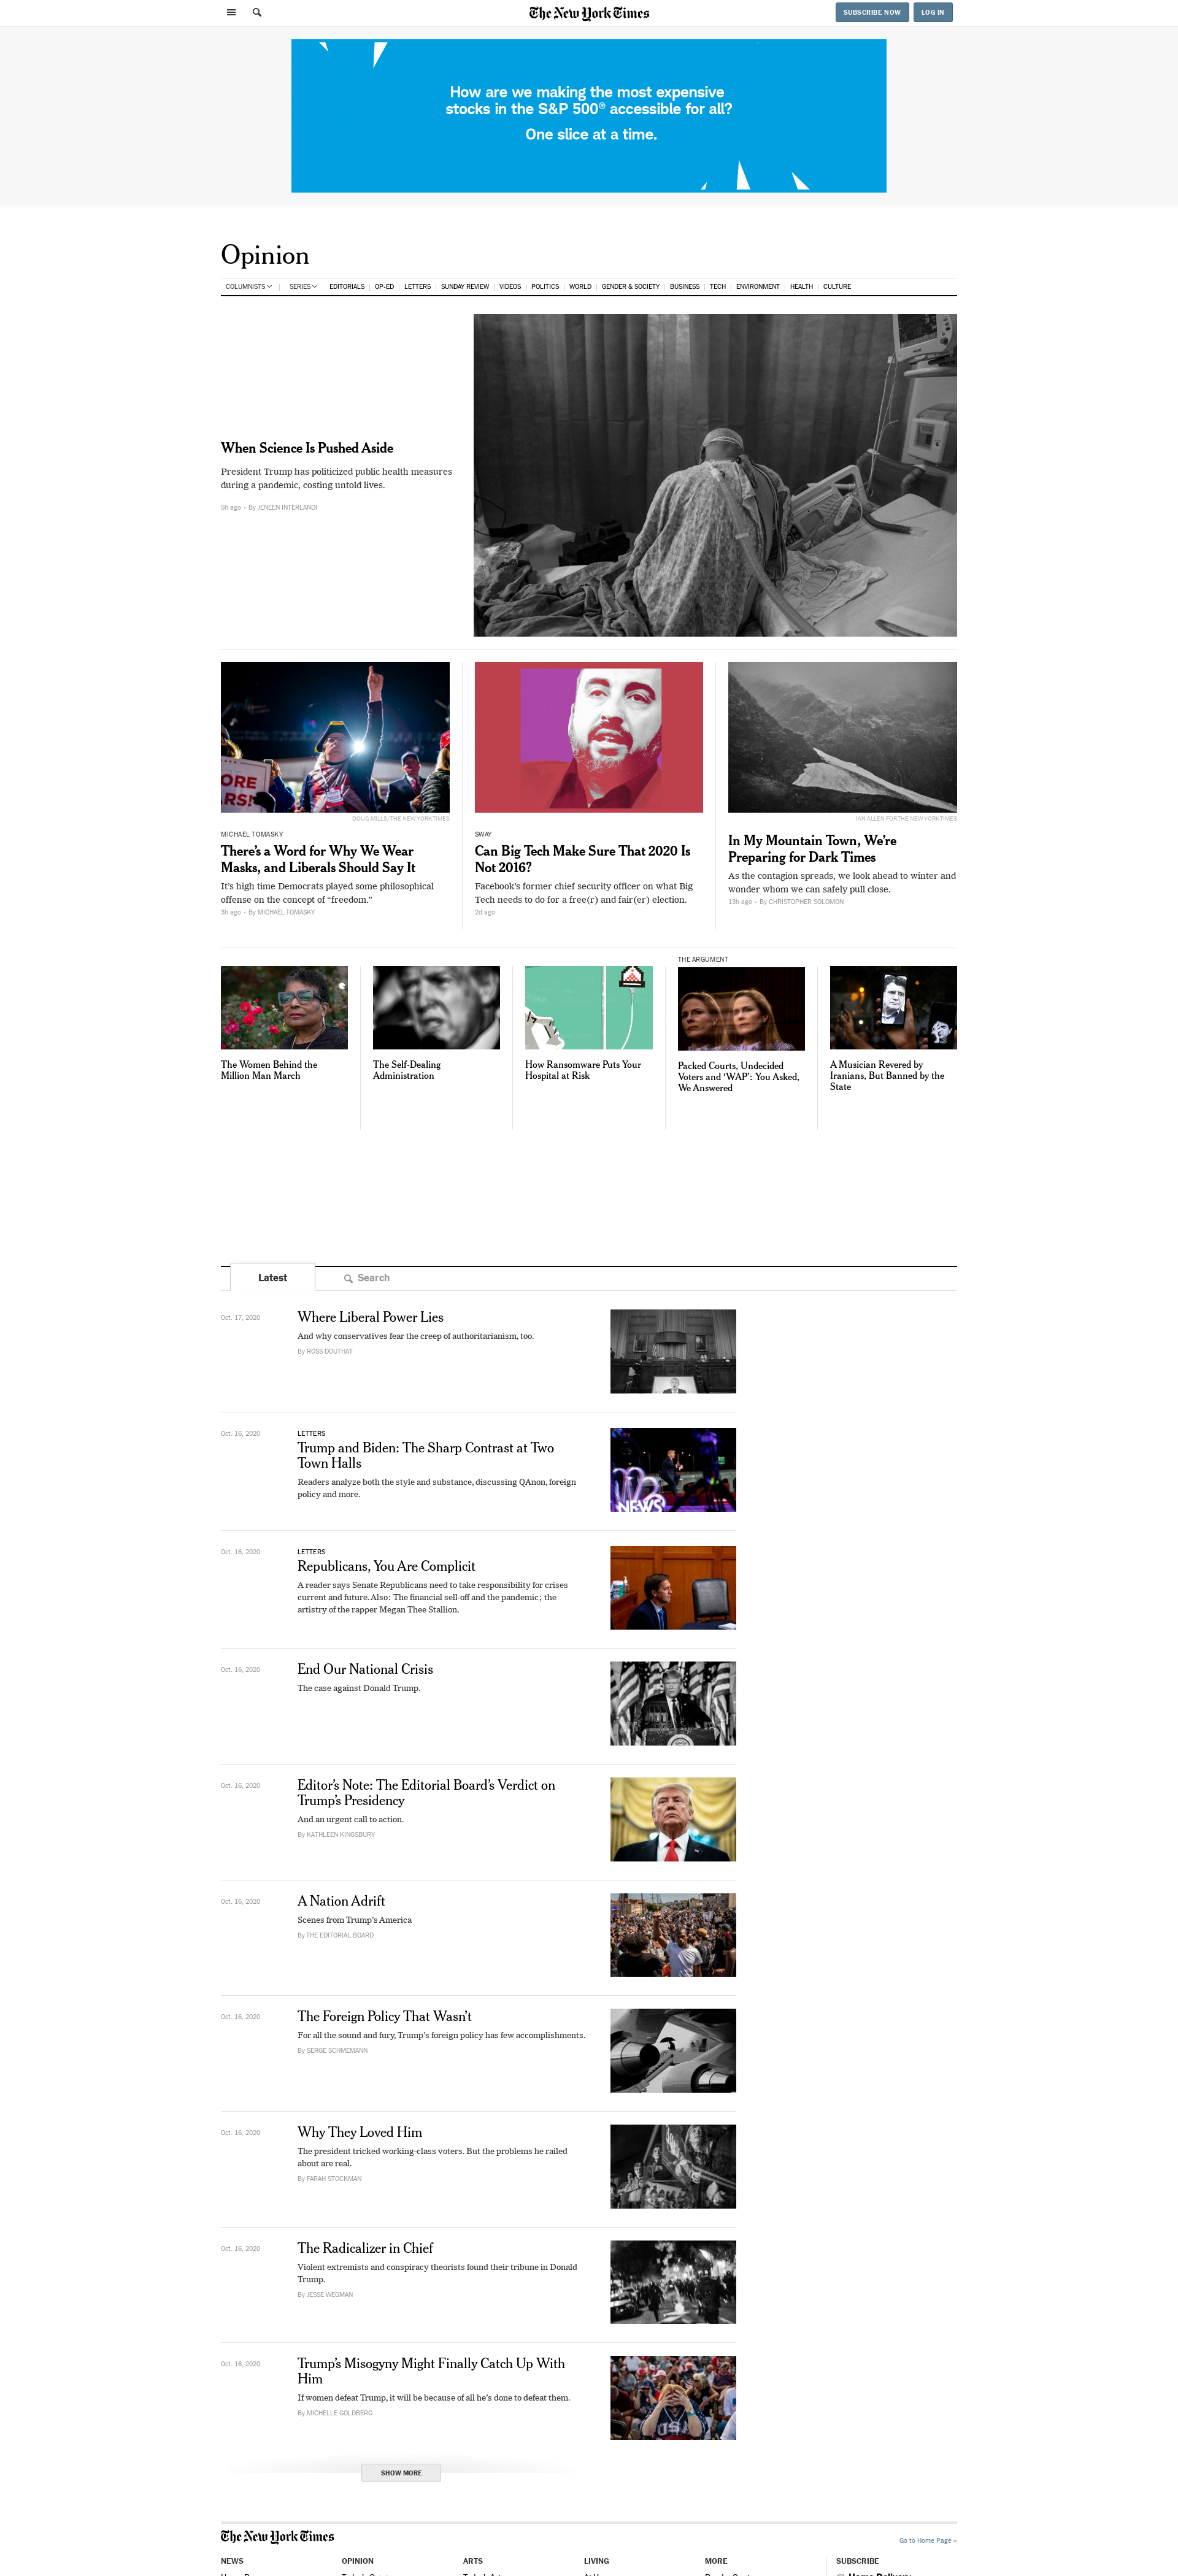 The New York Times
SUBSCRIBE NOW
LOG IN
How are we making the most expensive
stocks in the S&P 500® accessible for all?
One slice at a time.
Opinion
COLUMNISTS SERIES EDITORIALS OP-ED LETTERS SUNDAY REVIEW VIDEOS POLITICS WORLD GENDER & SOCIETY BUSINESS TECH ENVIRONMENT HEALTH CULTURE
When Science Is Pushed Aside
President Trump has politicized public health measures
during a pandemic, costing untold lives.
5h ago - By JENEEN INTERLANDI
DOUG MILLS/THE NEW YORK TIMES
MICHAEL TOMASKY
There's a Word for Why We Wear
Masks, and Liberals Should Say It
It's high time Democrats played some philosophical
offense on the concept of “freedom.”
3h ago - By MICHAEL TOMASKY
SWAY
Can Big Tech Make Sure That 2020 Is
Not 2016?
Facebook's former chief security officer on what Big
Tech needs to do for a free(r) and fair(er) election.
2d ago
IAN ALLEN FOR THE NEW YORK TIMES
In My Mountain Town, We're
Preparing for Dark Times
As the contagion spreads, we look ahead to winter and
wonder whom we can safely pull close.
13h ago - By CHRISTOPHER SOLOMON
The Women Behind the
Million Man March
The Self-Dealing
Administration
How Ransomware Puts Your
Hospital at Risk
THE ARGUMENT
Packed Courts, Undecided
Voters and ‘WAP’: You Asked,
We Answered
A Musician Revered by
Iranians, But Banned by the
State
Latest
Search
Oct. 17, 2020
Where Liberal Power Lies
And why conservatives fear the creep of authoritarianism, too.
By ROSS DOUTHAT
Oct. 16, 2020
LETTERS
Trump and Biden: The Sharp Contrast at Two
Town Halls
Readers analyze both the style and substance, discussing QAnon, foreign
policy and more.
NEWS
Oct. 16, 2020
LETTERS
Republicans, You Are Complicit
A reader says Senate Republicans need to take responsibility for crises
current and future. Also: The financial sell-off and the pandemic; the
artistry of the rapper Megan Thee Stallion.
Oct. 16, 2020
End Our National Crisis
The case against Donald Trump.
Oct. 16, 2020
Editor's Note: The Editorial Board's Verdict on
Trump's Presidency
And an urgent call to action.
By KATHLEEN KINGSBURY
Oct. 16, 2020
A Nation Adrift
Scenes from Trump's America
By THE EDITORIAL BOARD
Oct. 16, 2020
The Foreign Policy That Wasn't
For all the sound and fury, Trump's foreign policy has few accomplishments.
By SERGE SCHMEMANN
Oct. 16, 2020
Why They Loved Him
The president tricked working-class voters. But the problems he railed
about are real.
By FARAH STOCKMAN
Oct. 16, 2020
The Radicalizer in Chief
Violent extremists and conspiracy theorists found their tribune in Donald
Trump.
By JESSE WEGMAN
Oct. 16, 2020
Trump's Misogyny Might Finally Catch Up With
Him
If women defeat Trump, it will be because of all he's done to defeat them.
By MICHELLE GOLDBERG
USA
SHOW MORE
The New York Times
Go to Home Page »
NEWS OPINION ARTS LIVING MORE SUBSCRIBE